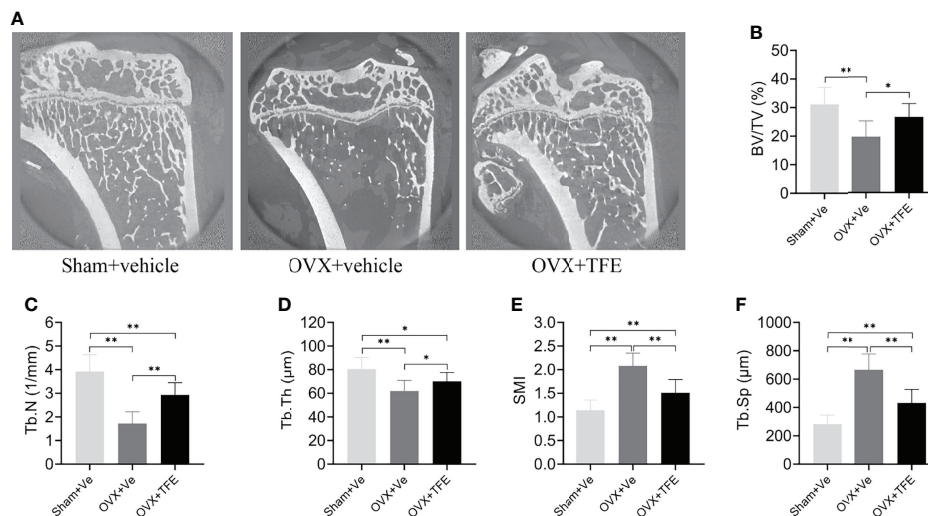 A
Sham+vehicle
OVX+vehicle
OVX+TFE
B
BV/TV (%)
50
40
30
20
10
0
**
*
Sham+Ve
OVX+Ve
OVX+TFE
C
Tb.N (1/mm)
6
5
4
3
2
1
0
**
**
**
Sham+Ve
OVX+Ve
OVX+TFE
D
Tb.Th (μm)
120
100
80
60
40
20
0
*
**
*
Sham+Ve
OVX+Ve
OVX+TFE
E
SMI
3.0
2.5
2.0
1.5
1.0
0.5
0.0
**
**
**
Sham+Ve
OVX+Ve
OVX+TFE
F
Tb.Sp (μm)
1000
800
600
400
200
0
**
**
**
Sham+Ve
OVX+Ve
OVX+TFE